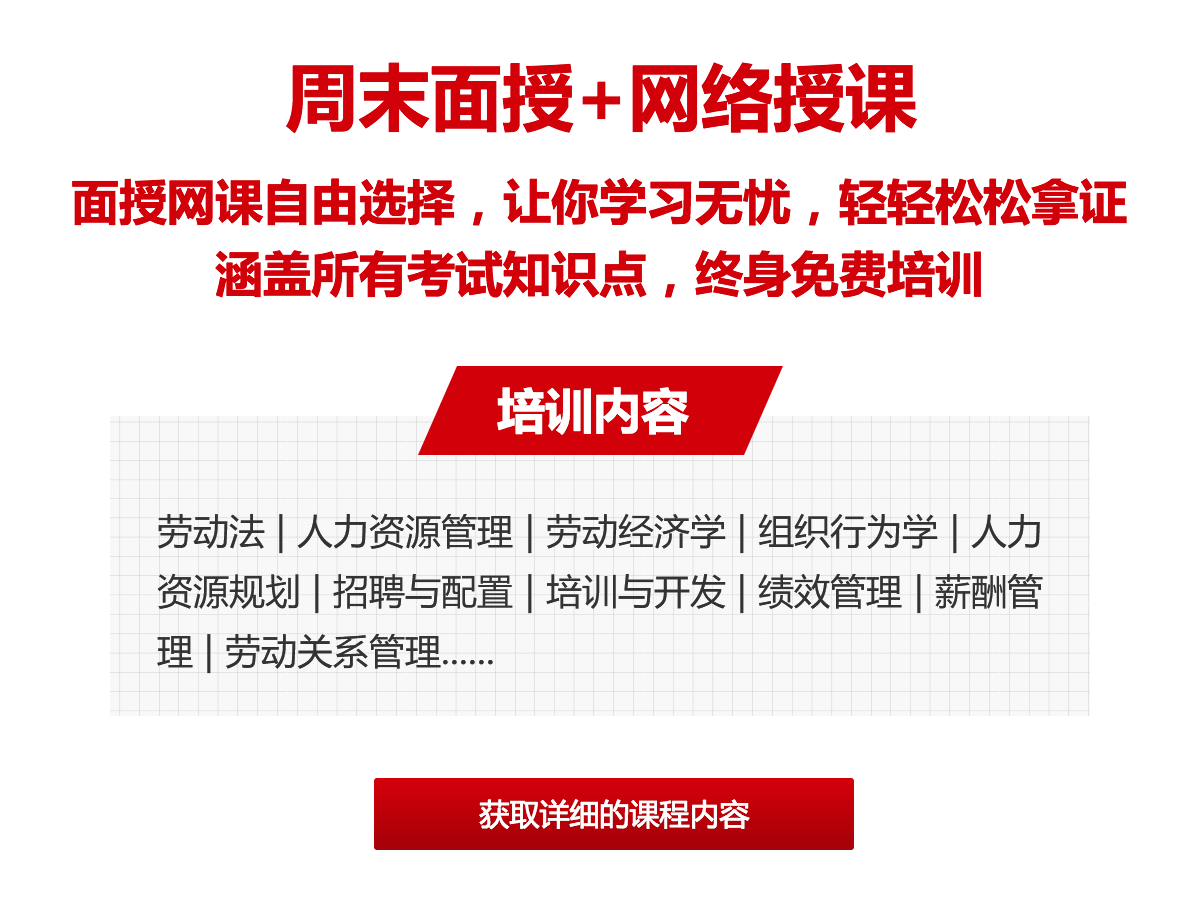 周末面授+网络授课
面授网课自由选择，让你学习无忧，轻轻松松拿证
涵盖所有考试知识点，终身免费培训
培训内容
劳动法 | 人力资源管理 | 劳动经济学 | 组织行为学 | 人力
资源规划 | 招聘与配置 | 培训与开发 | 绩效管理 | 薪酬管
理 | 劳动关系管理......
获取详细的课程内容